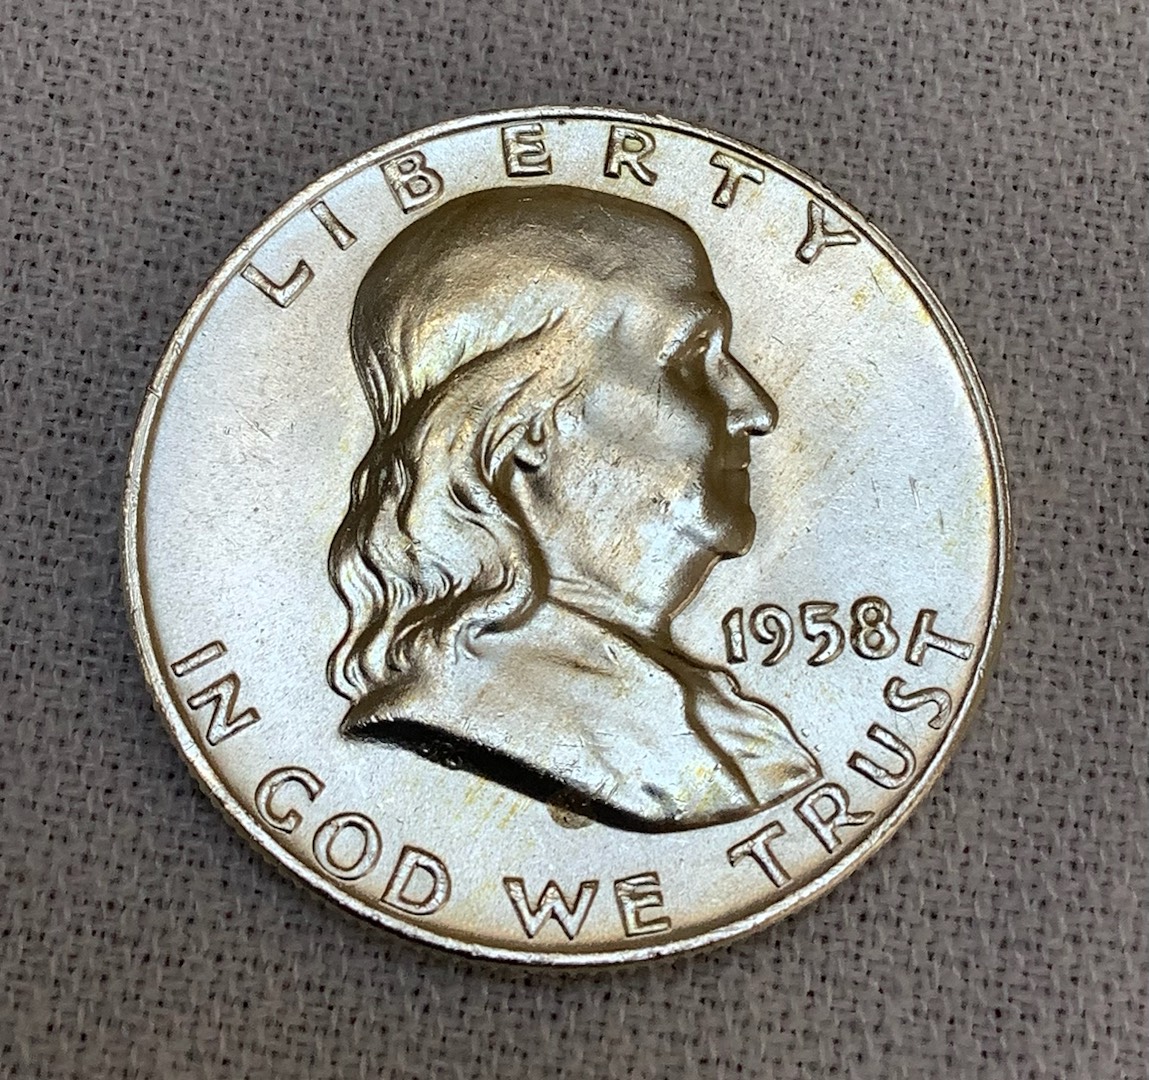 LIBERTY
1958
IN GOD WE TRUST